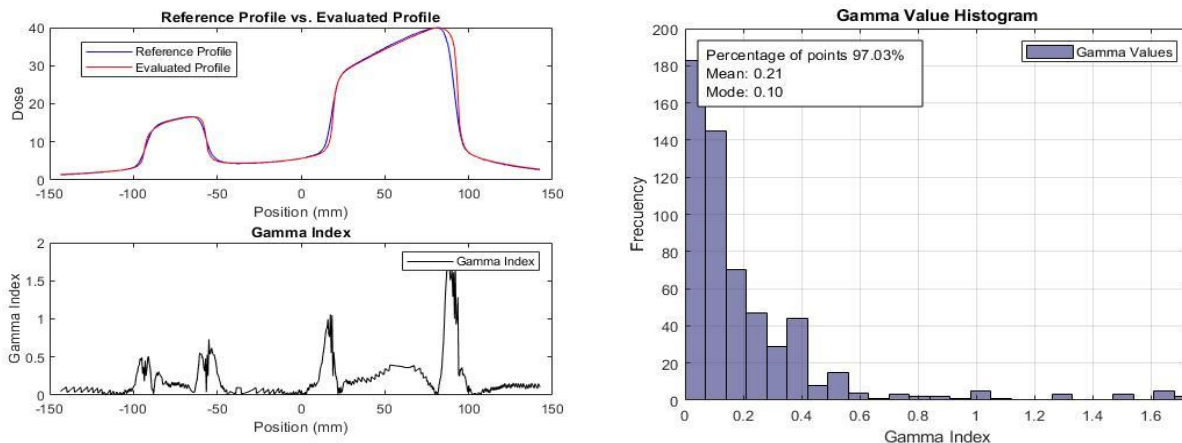 Reference Profile vs. Evaluated Profile
40
30
20
10
0
Dose
Reference Profile
Evaluated Profile
-150 -100 -50 0 50 100 150
Position (mm)
Gamma Index
2
1.5
1
0.5
0
Gamma Index
Gamma Index
-150 -100 -50 0 50 100 150
Position (mm)
Gamma Value Histogram
200
180
160
140
120
100
80
60
40
20
0
Frecuency
Percentage of points 97.03%
Mean: 0.21
Mode: 0.10
Gamma Values
0 0.2 0.4 0.6 0.8 1 1.2 1.4 1.6
Gamma Index